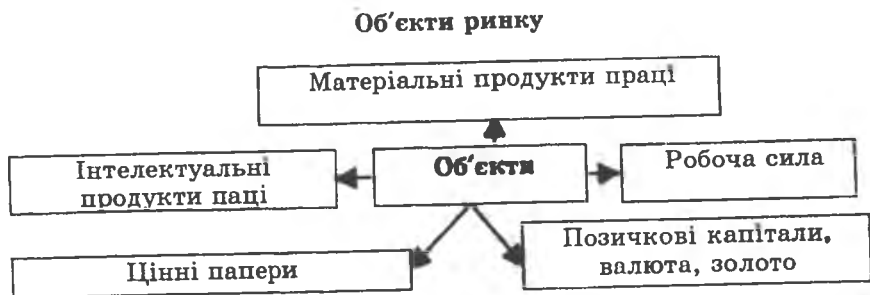 Об'єкти ринку
Матеріальні продукти праці
Інтелектуальні
продукти паці
Об'єкти
Робоча сила
Цінні папери
Позичкові капітали,
валюта, золото